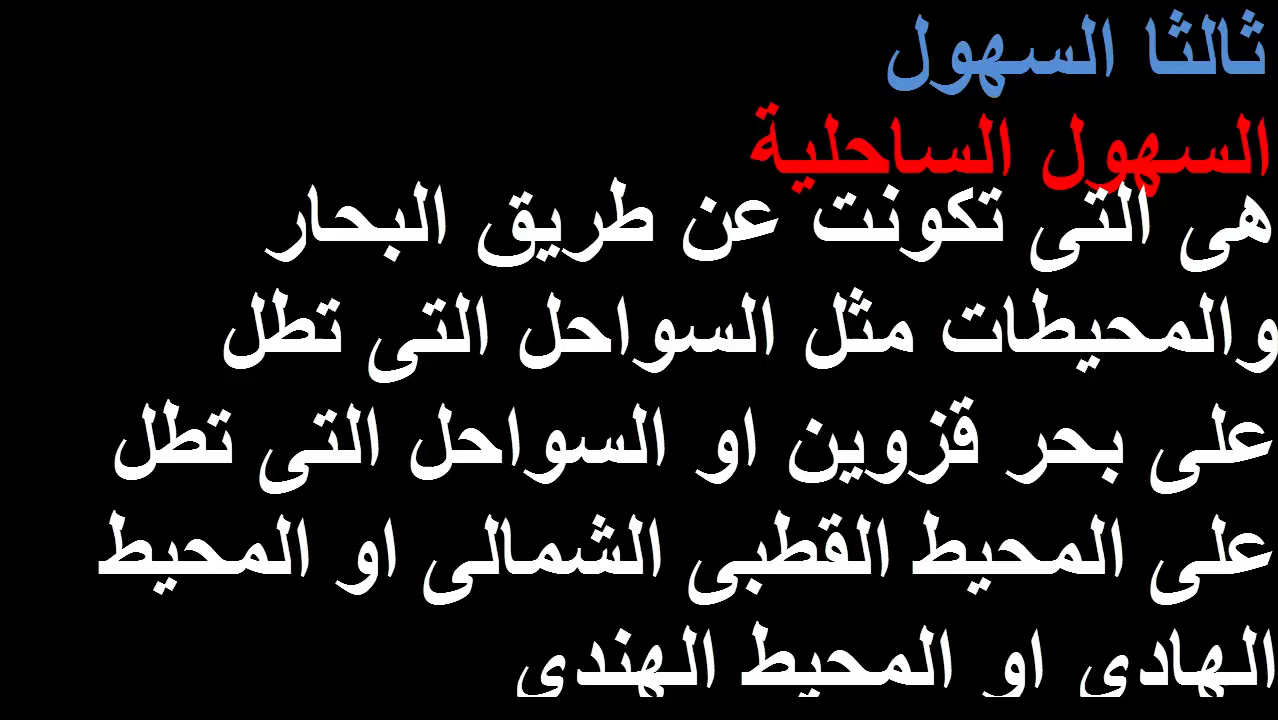 ثالثا السهول
السهول الساحلية
هى التى تكونت عن طريق البحار
والمحيطات مثل السواحل التى تطل
على بحر قزوين او السواحل التى تطل
على المحيط القطبى الشمالى او المحيط
الهادى او المحيط الهندى